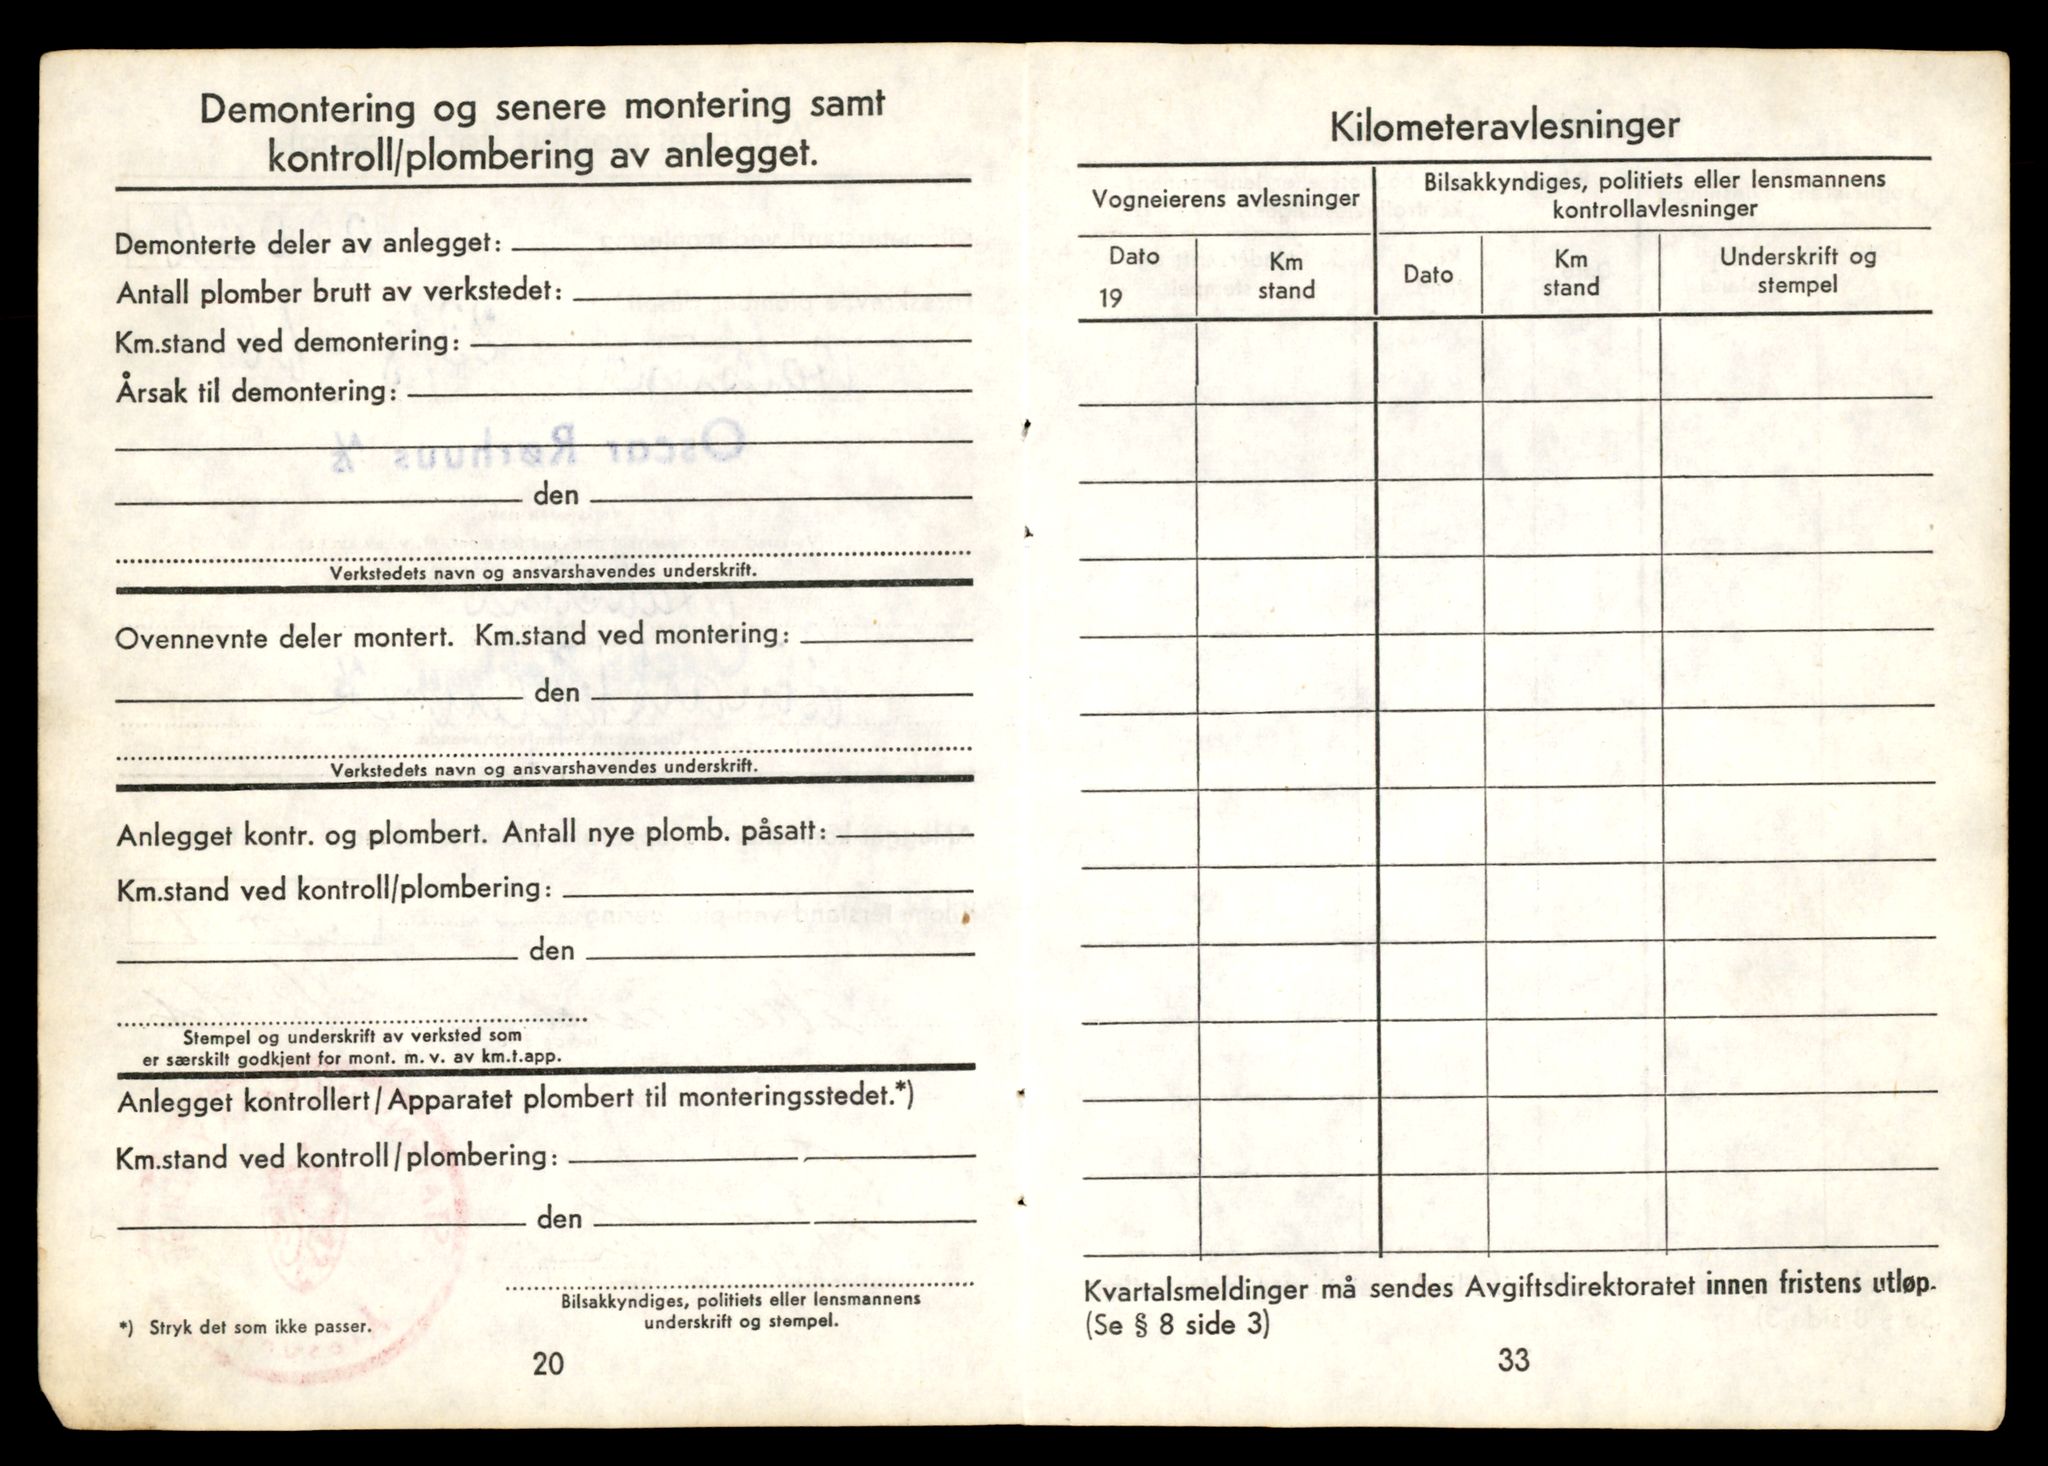 Demontering og senere montering samt
kontroll/plombering av anlegget.
Demonterte deler av anlegget:
Antall plomber brutt av verkstedet:
Km.stand ved demontering:
Årsak til demontering:
den
Verkstedets navn og ansvarshavendes underskrift.
Ovennevnte deler montert. Km.stand ved montering:
den
Verkstedets navn og ansvarshavendes underskrift.
Anlegget kontr. og plombert. Antall nye plomb. påsatt:
Km.stand ved kontroll/plombering:
den
Stempel og underskrift av verksted som
er særskilt godkjent for mont. m. v. av km.t.app.
Anlegget kontrollert/Apparatet plombert til monteringsstedet.*)
Km.stand ved kontroll/plombering:
den
Bilsakkyndiges, politiets eller lensmannens
underskrift og stempel.
*) Stryk det som ikke passer.
20
Kilometeravlesninger
Vogneierens avlesninger
Bilsakkyndiges, politiets eller lensmannens
kontrollavlesninger
Dato
19
Km
stand
Dato
Km
stand
Underskrift og
stempel
Kvartalsmeldinger må sendes Avgiftsdirektoratet innen fristens utløp.
(Se § 8 side 3)
33